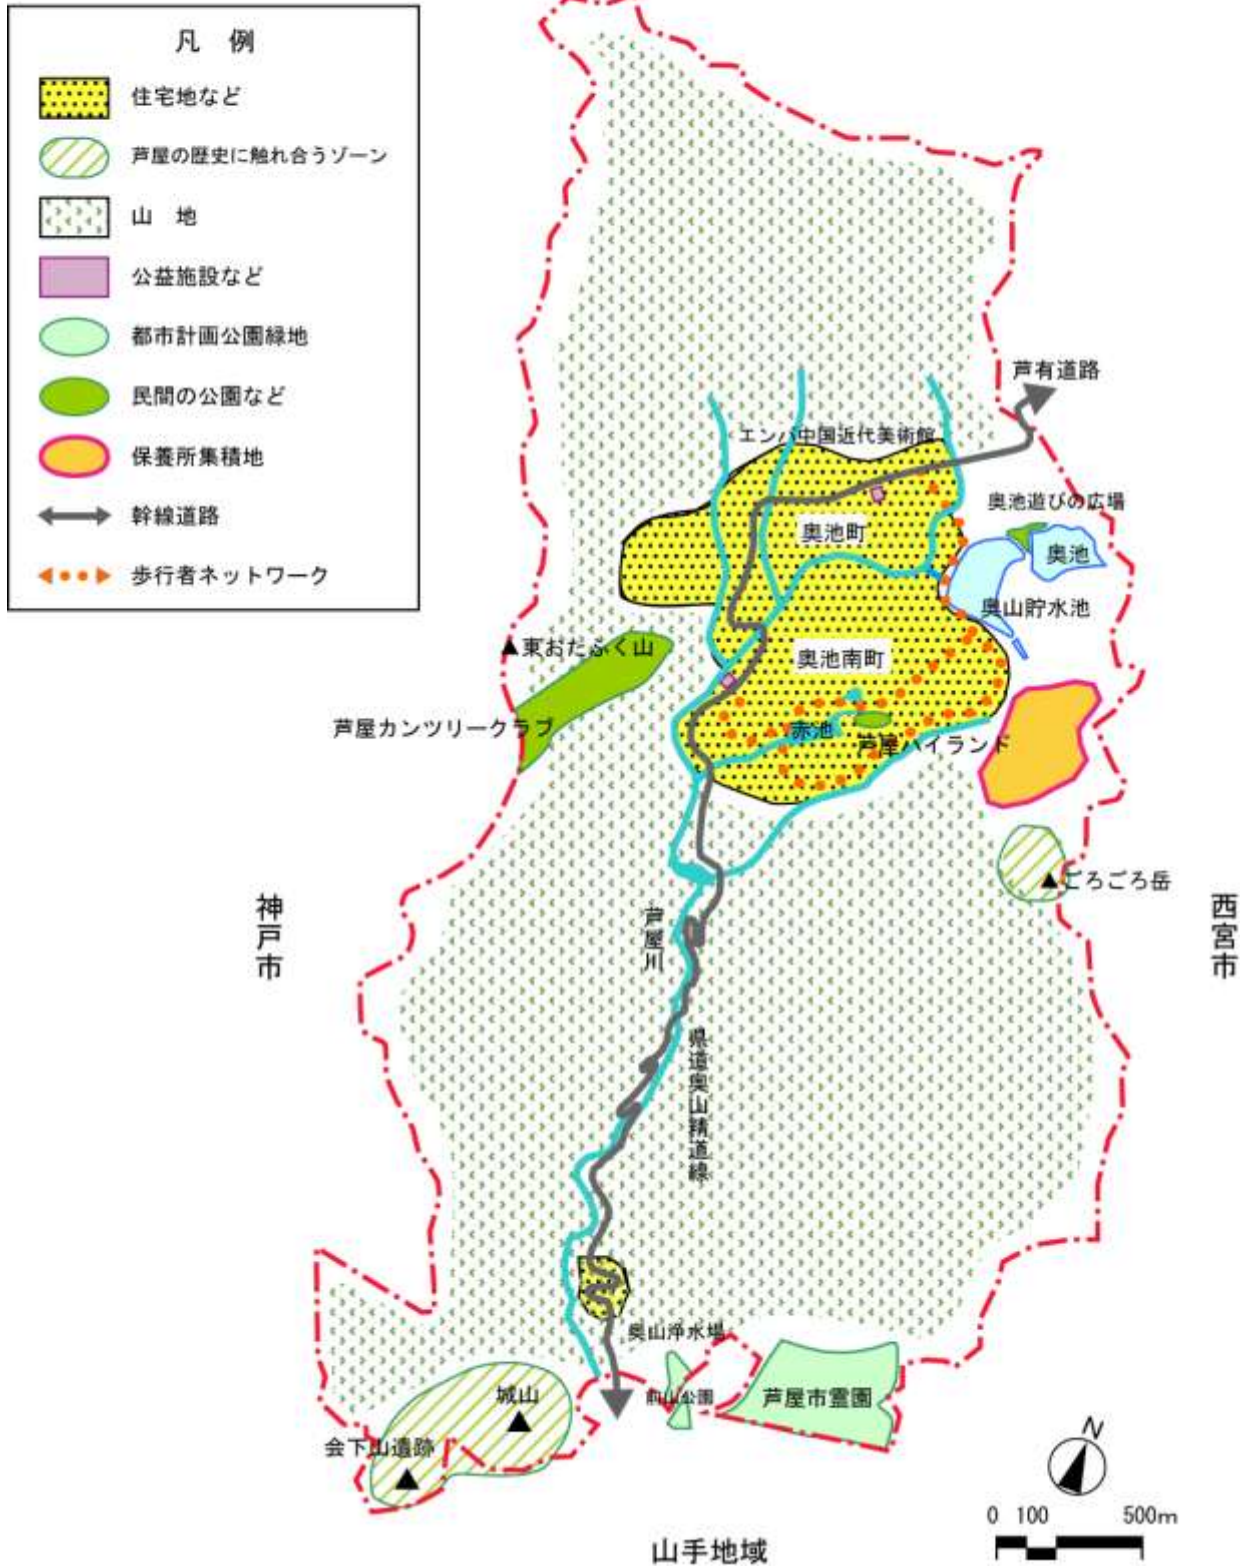 凡 例
住宅地など
芦屋の歴史に触れ合うゾーン
山 地
公益施設など
都市計画公園緑地
民間の公園など
保養所集積地
幹線道路
歩行者ネットワーク
芦有道路
エンバ中国近代美術館
奥池遊びの広場
奥池町
奥池
奥山貯水池
東おたふく山
奥池南町
芦屋カンツリークラブ
赤池
芦屋ハイランド
ごろごろ岳
神戸市
西宮市
芦屋川
県道奥山精道線
奥山浄水場
城山
前山公園
芦屋市霊園
会下山遺跡
N
0 100 500m
山手地域